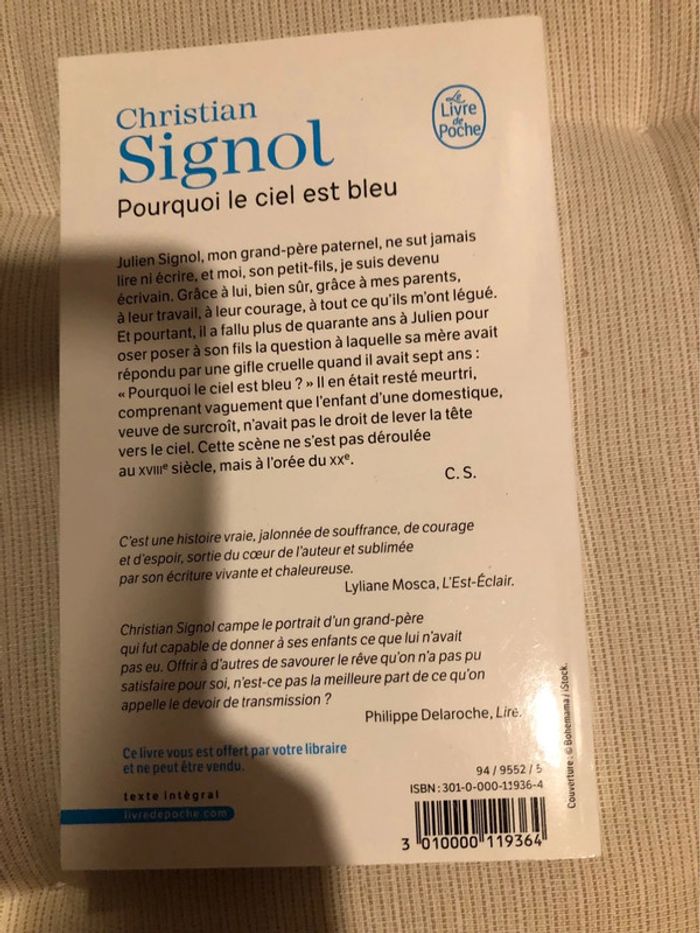 Christian
Signol
Pourquoi le ciel est bleu
Le
Livre
de
Poche
Julien Signol, mon grand-père paternel, ne sut jamais
lire ni écrire, et moi, son petit-fils, je suis devenu
écrivain. Grâce à lui, bien sûr, grâce à mes parents,
à leur travail, à leur courage, à tout ce qu'ils m'ont légué.
Et pourtant, il a fallu plus de quarante ans à Julien pour
oser poser à son fils la question à laquelle sa mère avait
répondu par une gifle cruelle quand il avait sept ans :
« Pourquoi le ciel est bleu ? » Il en était resté meurtri,
comprenant vaguement que l'enfant d'une domestique,
veuve de surcroît, n'avait pas le droit de lever la tête
vers le ciel. Cette scène ne s'est pas déroulée
au XVIIIe siècle, mais à l'orée du XXe.
C. S.
C'est une histoire vraie, jalonnée de souffrance, de courage
et d'espoir, sortie du cœur de l'auteur et sublimée
par son écriture vivante et chaleureuse.
Lyliane Mosca, L'Est-Éclair.
Christian Signol campe le portrait d'un grand-père
qui fut capable de donner à ses enfants ce que lui n'avait
pas eu. Offrir à d'autres de savourer le rêve qu'on n'a pas pu
satisfaire pour soi, n'est-ce pas la meilleure part de ce qu'on
appelle le devoir de transmission ?
Philippe Delaroche, Lire.
Ce livre vous est offert par votre libraire
et ne peut être vendu.
texte intégral
livredepoche.com
94 / 9552 / 5
ISBN : 301-0-000-11936-4
3 010000 119364
Couverture : © Bohemama / iStock.